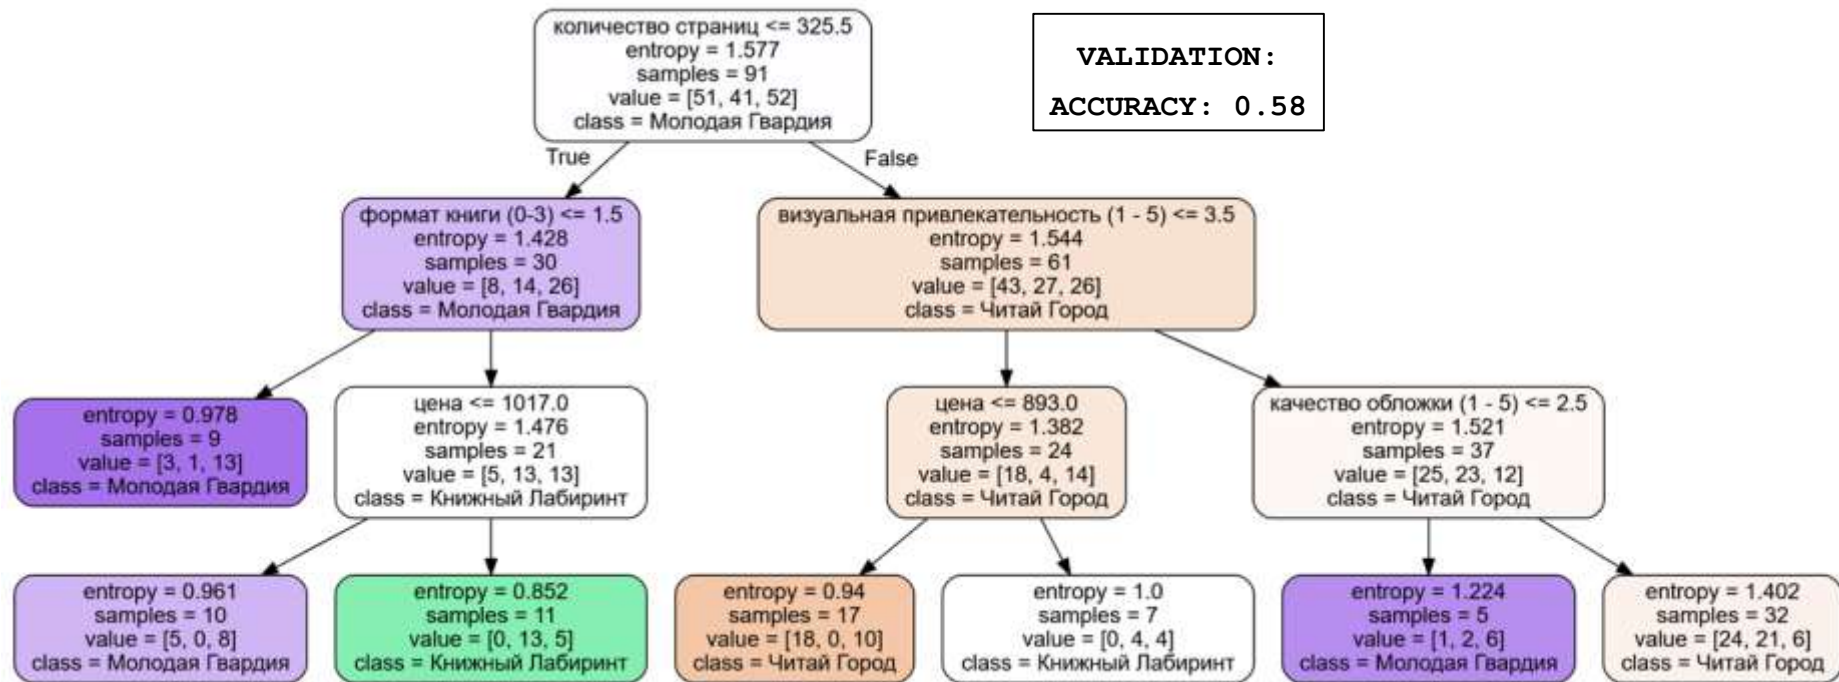 количество страниц <= 325.5
entropy = 1.577
samples = 91
value = [51, 41, 52]
class = Молодая Гвардия
VALIDATION:
ACCURACY: 0.58
True
False
формат книги (0-3) <= 1.5
entropy = 1.428
samples = 30
value = [8, 14, 26]
class = Молодая Гвардия
визуальная привлекательность (1 - 5) <= 3.5
entropy = 1.544
samples = 61
value = [43, 27, 26]
class = Читай Город
entropy = 0.978
samples = 9
value = [3, 1, 13]
class = Молодая Гвардия
цена <= 1017.0
entropy = 1.476
samples = 21
value = [5, 13, 13]
class = Книжный Лабиринт
цена <= 893.0
entropy = 1.382
samples = 24
value = [18, 4, 14]
class = Читай Город
качество обложки (1 - 5) <= 2.5
entropy = 1.521
samples = 37
value = [25, 23, 12]
class = Читай Город
entropy = 0.961
samples = 10
value = [5, 0, 8]
class = Молодая Гвардия
entropy = 0.852
samples = 11
value = [0, 13, 5]
class = Книжный Лабиринт
entropy = 0.94
samples = 17
value = [18, 0, 10]
class = Читай Город
entropy = 1.0
samples = 7
value = [0, 4, 4]
class = Книжный Лабиринт
entropy = 1.224
samples = 5
value = [1, 2, 6]
class = Молодая Гвардия
entropy = 1.402
samples = 32
value = [24, 21, 6]
class = Читай Город